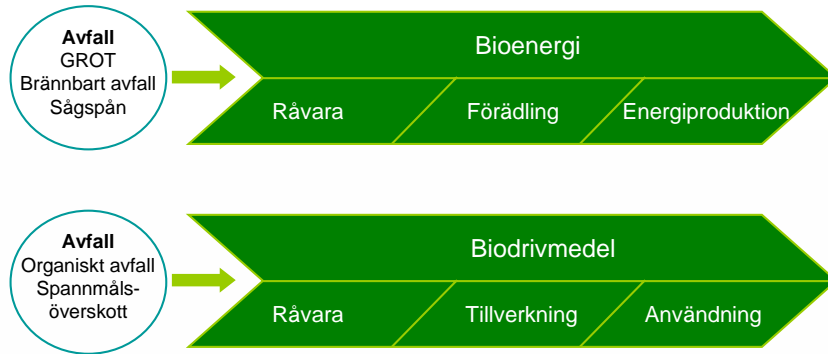 Avfall
GROT
Brännbart avfall
Sågspån
Bioenergi
Råvara
Förädling
Energiproduktion
Avfall
Organiskt avfall
Spannmåls-
överskott
Biodrivmedel
Råvara
Tillverkning
Användning